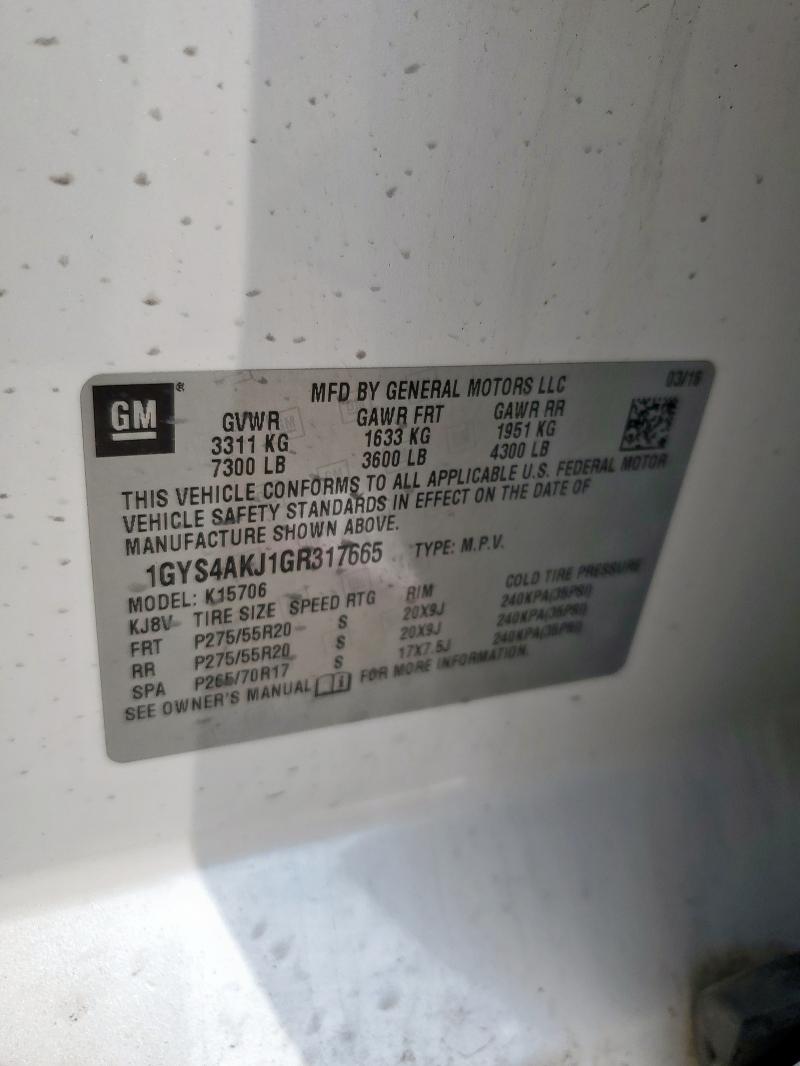 GM ®
MFD BY GENERAL MOTORS LLC 03/16
GVWR GAWR FRT GAWR RR
3311 KG 1633 KG 1951 KG
7300 LB 3600 LB 4300 LB
THIS VEHICLE CONFORMS TO ALL APPLICABLE U.S. FEDERAL MOTOR
VEHICLE SAFETY STANDARDS IN EFFECT ON THE DATE OF
MANUFACTURE SHOWN ABOVE.
1GYS4AKJ1GR317665 TYPE: M.P.V.
MODEL: K15706
KJ8V TIRE SIZE SPEED RTG RIM COLD TIRE PRESSURE
FRT P275/55R20 S 20X9J 240KPA(35PSI)
RR P275/55R20 S 20X9J 240KPA(35PSI)
SPA P265/70R17 S 17X7.5J 240KPA(35PSI)
SEE OWNER'S MANUAL FOR MORE INFORMATION.